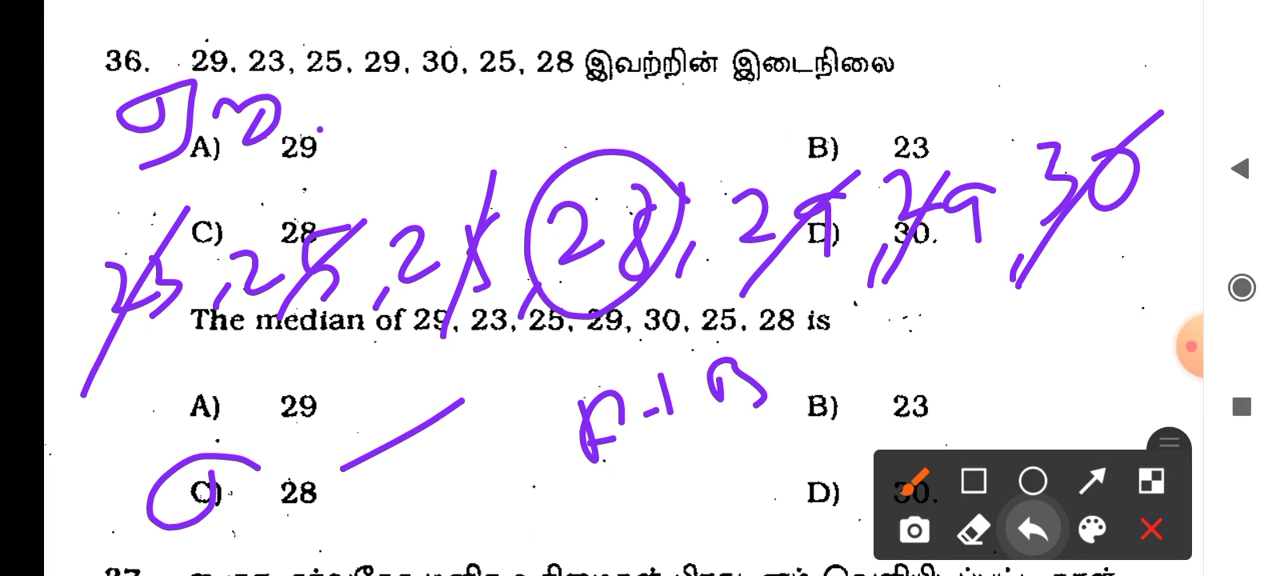 36. 29, 23, 25, 29, 30, 25, 28 இவற்றின் இடைநிலை
A) 29 B) 23
C) 28 D) 30.
23, 25, 25, 28, 29, 29, 30
The median of 29, 23, 25, 29, 30, 25, 28 is
A) 29 B) 23
C) 28 D) 30.
37.